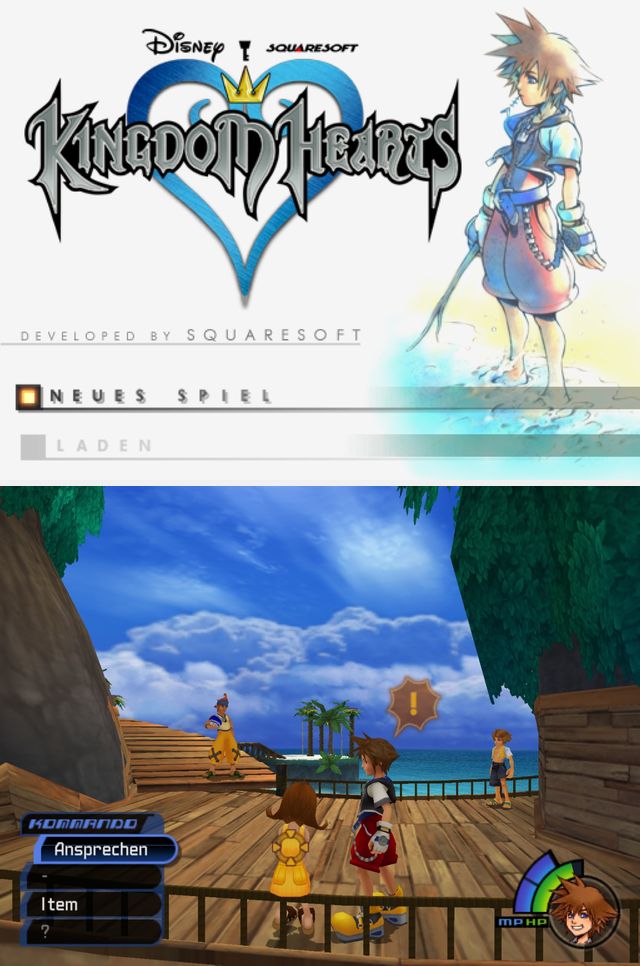 Disney SQUARESOFT
KINGDOM HEARTS
DEVELOPED BY SQUARESOFT
NEUES SPIEL
LADEN
!
KOMMANDO
Ansprechen
-
Item
?
MP HP